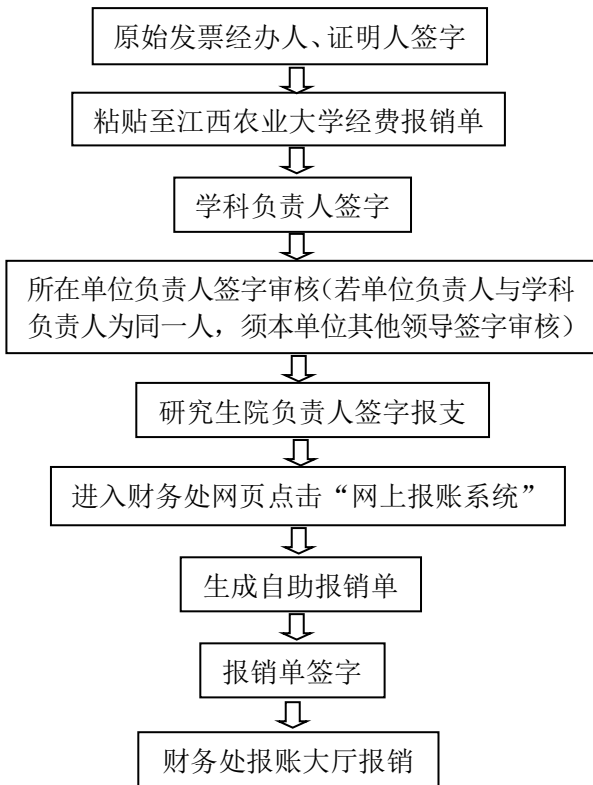 原始发票经办人、证明人签字
粘贴至江西农业大学经费报销单
学科负责人签字
所在单位负责人签字审核（若单位负责人与学科
负责人为同一人，须本单位其他领导签字审核）
研究生院负责人签字报支
进入财务处网页点击“网上报账系统”
生成自助报销单
报销单签字
财务处报账大厅报销